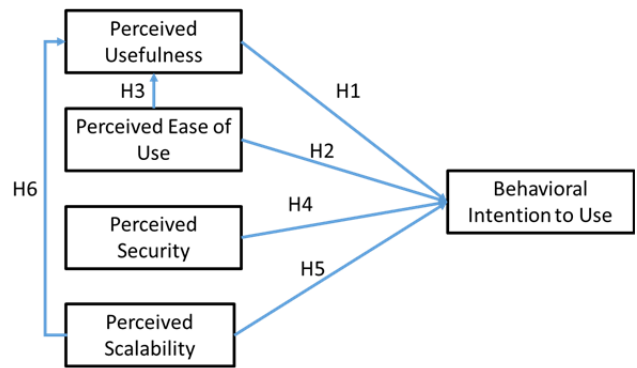 Perceived
Usefulness
H3
H1
Perceived Ease of
Use
H2
H6
Behavioral
Intention to Use
Perceived
Security
H4
H5
Perceived
Scalability